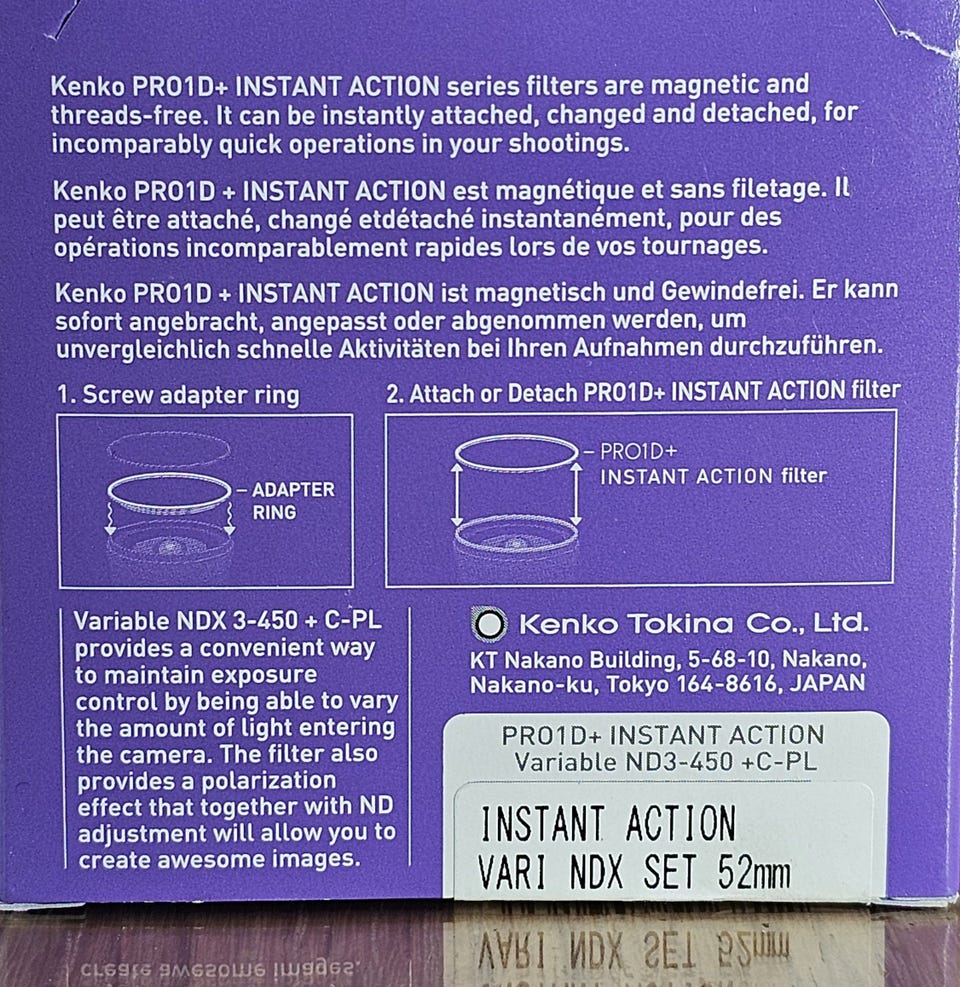 Kenko PRO1D+ INSTANT ACTION series filters are magnetic and
threads-free. It can be instantly attached, changed and detached, for
incomparably quick operations in your shootings.
Kenko PRO1D + INSTANT ACTION est magnétique et sans filetage. Il
peut être attaché, changé etdétaché instantanément, pour des
opérations incomparablement rapides lors de vos tournages.
Kenko PRO1D + INSTANT ACTION ist magnetisch und Gewindefrei. Er kann
sofort angebracht, angepasst oder abgenommen werden, um
unvergleichlich schnelle Aktivitäten bei Ihren Aufnahmen durchzuführen.
1. Screw adapter ring
ADAPTER
RING
2. Attach or Detach PRO1D+ INSTANT ACTION filter
PRO1D+
INSTANT ACTION filter
Variable NDX 3-450 + C-PL
provides a convenient way
to maintain exposure
control by being able to vary
the amount of light entering
the camera. The filter also
provides a polarization
effect that together with ND
adjustment will allow you to
create awesome images.
Kenko Tokina Co., Ltd.
KT Nakano Building, 5-68-10, Nakano,
Nakano-ku, Tokyo 164-8616, JAPAN
PRO1D+ INSTANT ACTION
Variable ND3-450 +C-PL
INSTANT ACTION
VARI NDX SET 52mm